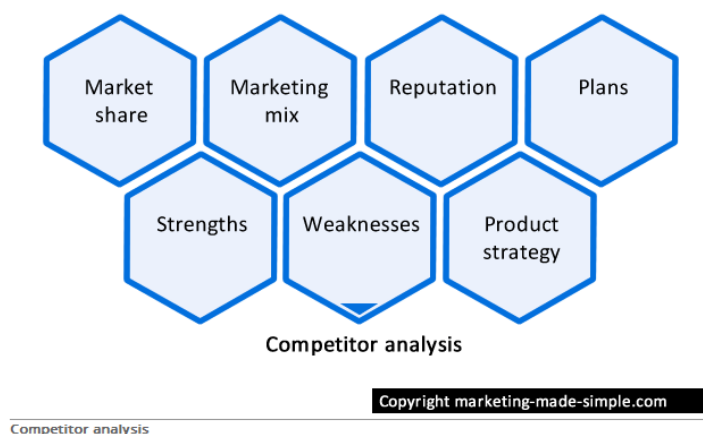 Market
share
Marketing
mix
Reputation
Plans
Strengths
Weaknesses
Product
strategy
Competitor analysis
Copyright marketing-made-simple.com
Competitor analysis